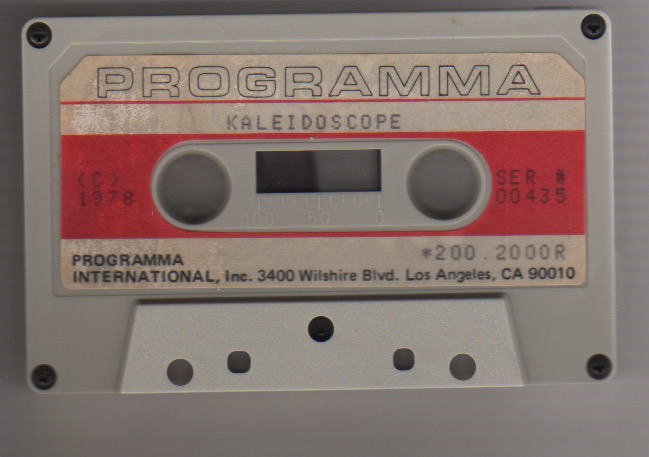 PROGRAMMA
KALEIDOSCOPE
(C)
1978
SER #
00435
100 50 0
*200.2000R
PROGRAMMA
INTERNATIONAL, Inc. 3400 Wilshire Blvd. Los Angeles, CA 90010